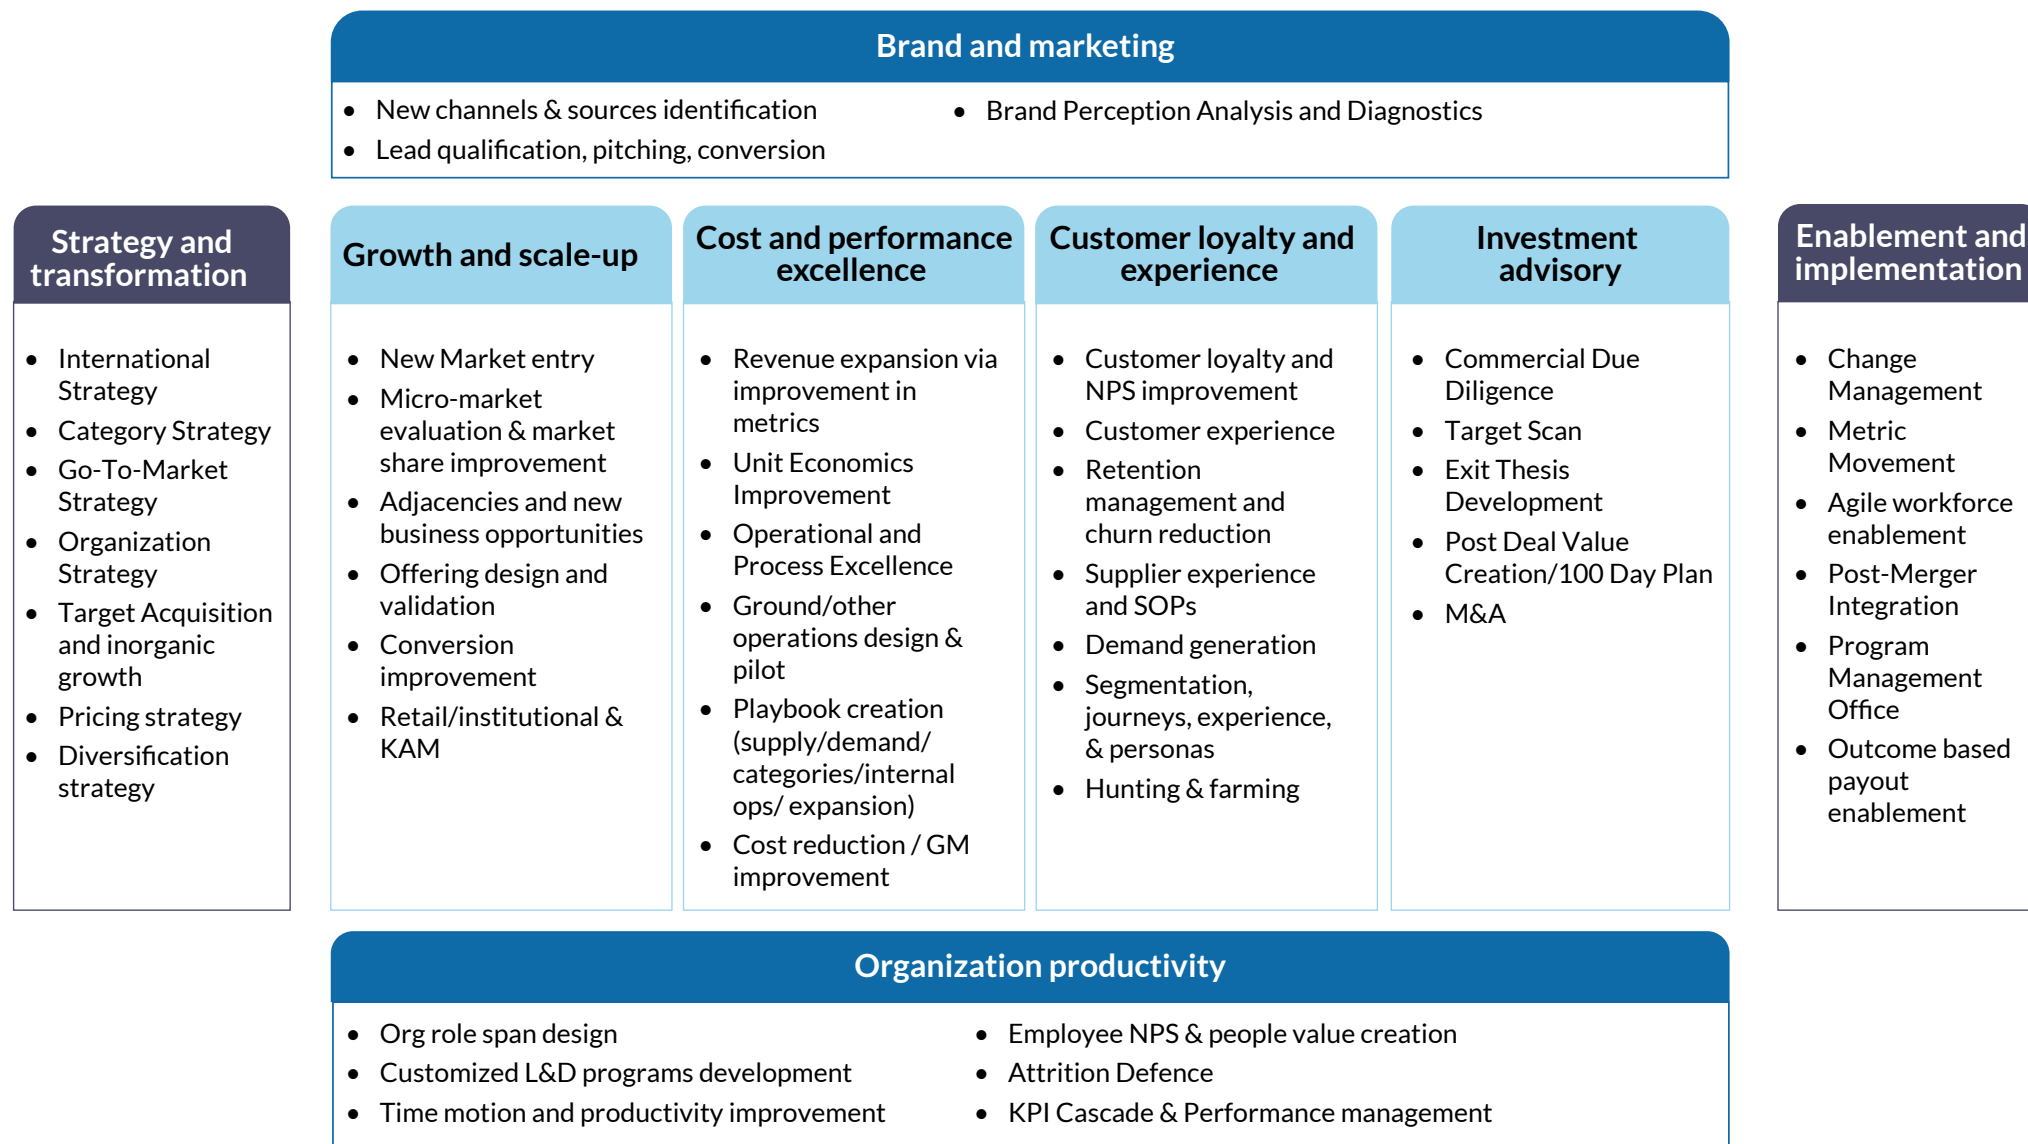 Brand and marketing
• New channels & sources identification
• Lead qualification, pitching, conversion
• Brand Perception Analysis and Diagnostics
Strategy and
transformation
• International
Strategy
• Category Strategy
• Go-To-Market
Strategy
• Organization
Strategy
• Target Acquisition
and inorganic
growth
• Pricing strategy
• Diversification
strategy
Growth and scale-up
• New Market entry
• Micro-market
evaluation & market
share improvement
• Adjacencies and new
business opportunities
• Offering design and
validation
• Conversion
improvement
• Retail/institutional &
KAM
Cost and performance
excellence
• Revenue expansion via
improvement in
metrics
• Unit Economics
Improvement
• Operational and
Process Excellence
• Ground/other
operations design &
pilot
• Playbook creation
(supply/demand/
categories/internal
ops/ expansion)
• Cost reduction / GM
improvement
Customer loyalty and
experience
• Customer loyalty and
NPS improvement
• Customer experience
• Retention
management and
churn reduction
• Supplier experience
and SOPs
• Demand generation
• Segmentation,
journeys, experience,
& personas
• Hunting & farming
Investment
advisory
• Commercial Due
Diligence
• Target Scan
• Exit Thesis
Development
• Post Deal Value
Creation/100 Day Plan
• M&A
Enablement and
implementation
• Change
Management
• Metric
Movement
• Agile workforce
enablement
• Post-Merger
Integration
• Program
Management
Office
• Outcome based
payout
enablement
Organization productivity
• Org role span design
• Customized L&D programs development
• Time motion and productivity improvement
• Employee NPS & people value creation
• Attrition Defence
• KPI Cascade & Performance management